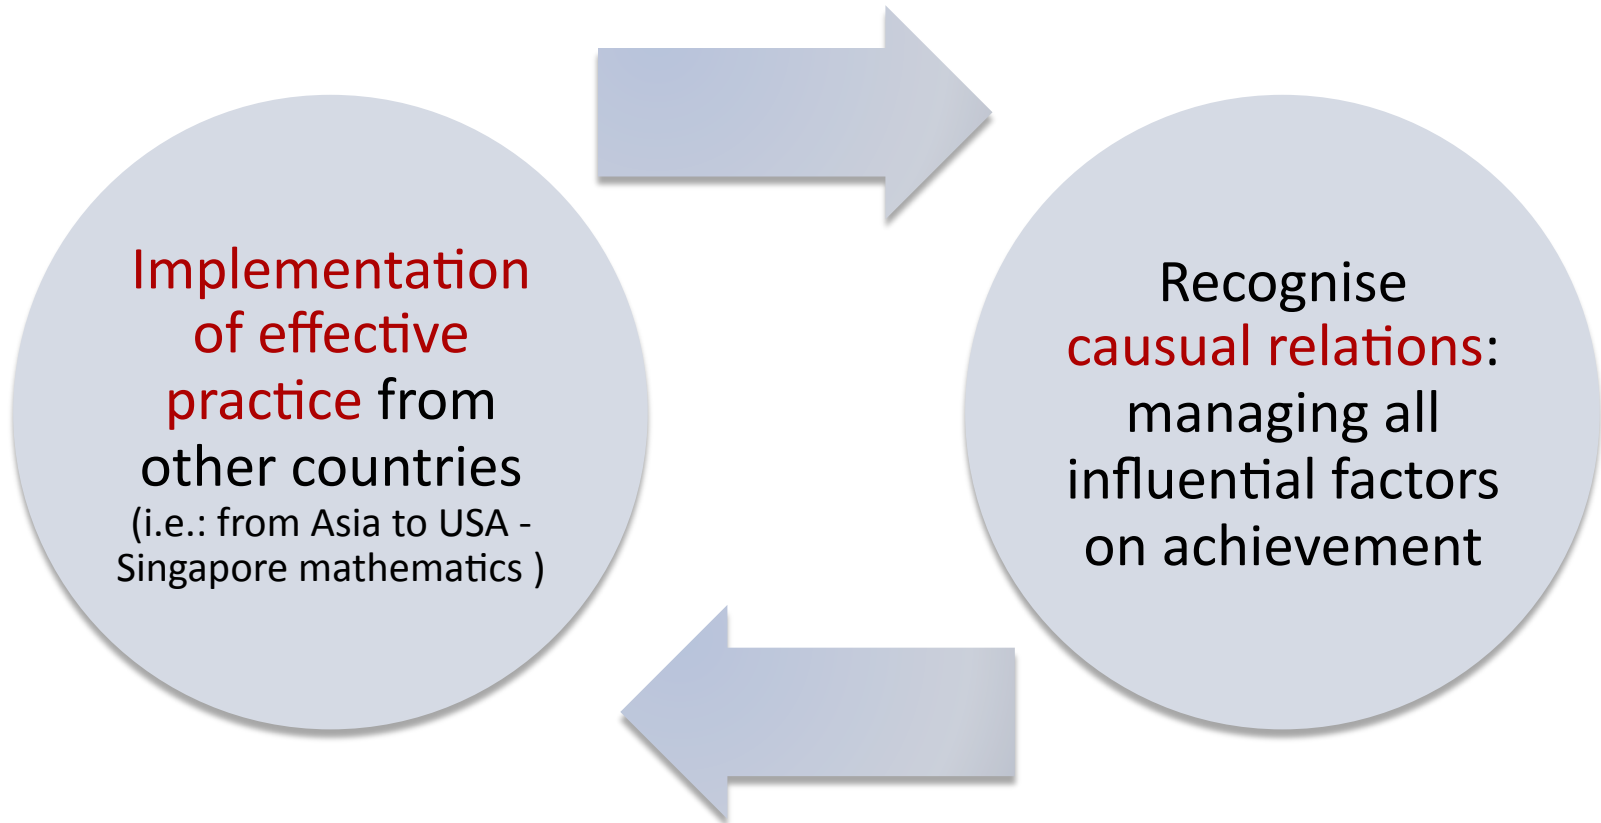 Implementation
of effective
practice from
other countries
(i.e.: from Asia to USA -
Singapore mathematics )
Recognise
causual relations:
managing all
influential factors
on achievement